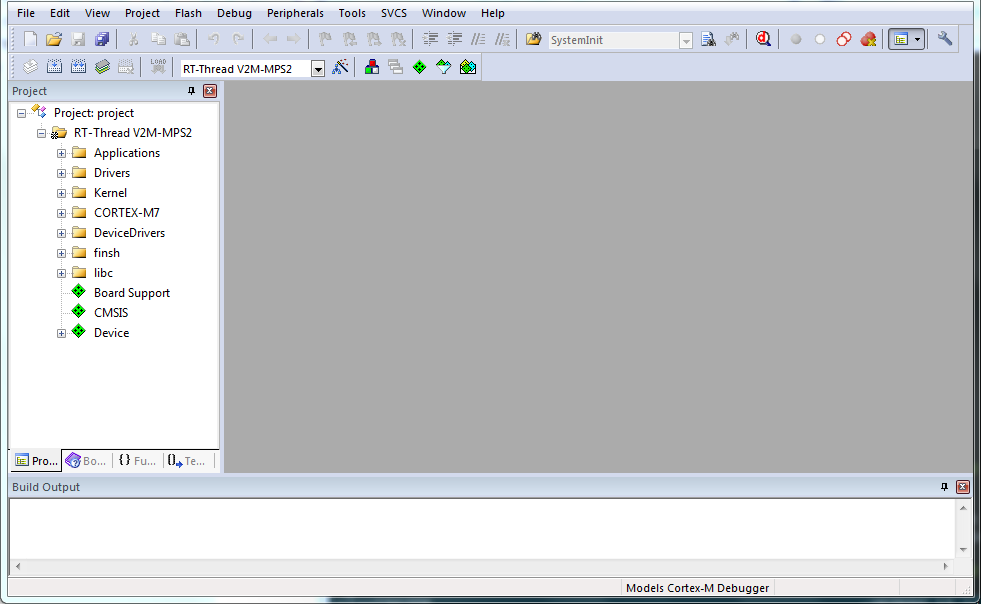 File Edit View Project Flash Debug Peripherals Tools SVCS Window Help
SystemInit
LOAD
RT-Thread V2M-MPS2
Project
Project: project
RT-Thread V2M-MPS2
Applications
Drivers
Kernel
CORTEX-M7
DeviceDrivers
finsh
libc
Board Support
CMSIS
Device
Pro... Bo... {} Fu... Te...
Build Output
Models Cortex-M Debugger